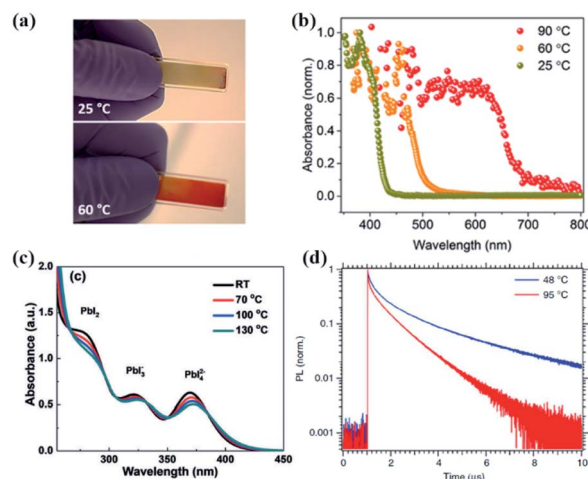 (a)
25 °C
60 °C
(b)
Absorbance (norm.)
1.0
0.8
0.6
0.4
0.2
0.0
90 °C
60 °C
25 °C
400 500 600 700 800
Wavelength (nm)
(c)
(c)
Absorbance (a.u.)
2.0
1.5
1.0
0.5
0.0
RT
70 °C
100 °C
130 °C
PbI₂
PbI₃⁻
PbI₄²⁻
300 350 400 450
Wavelength (nm)
(d)
PL (norm.)
1
0.1
0.01
0.001
48 °C
95 °C
0 2 4 6 8 10
Time (μs)